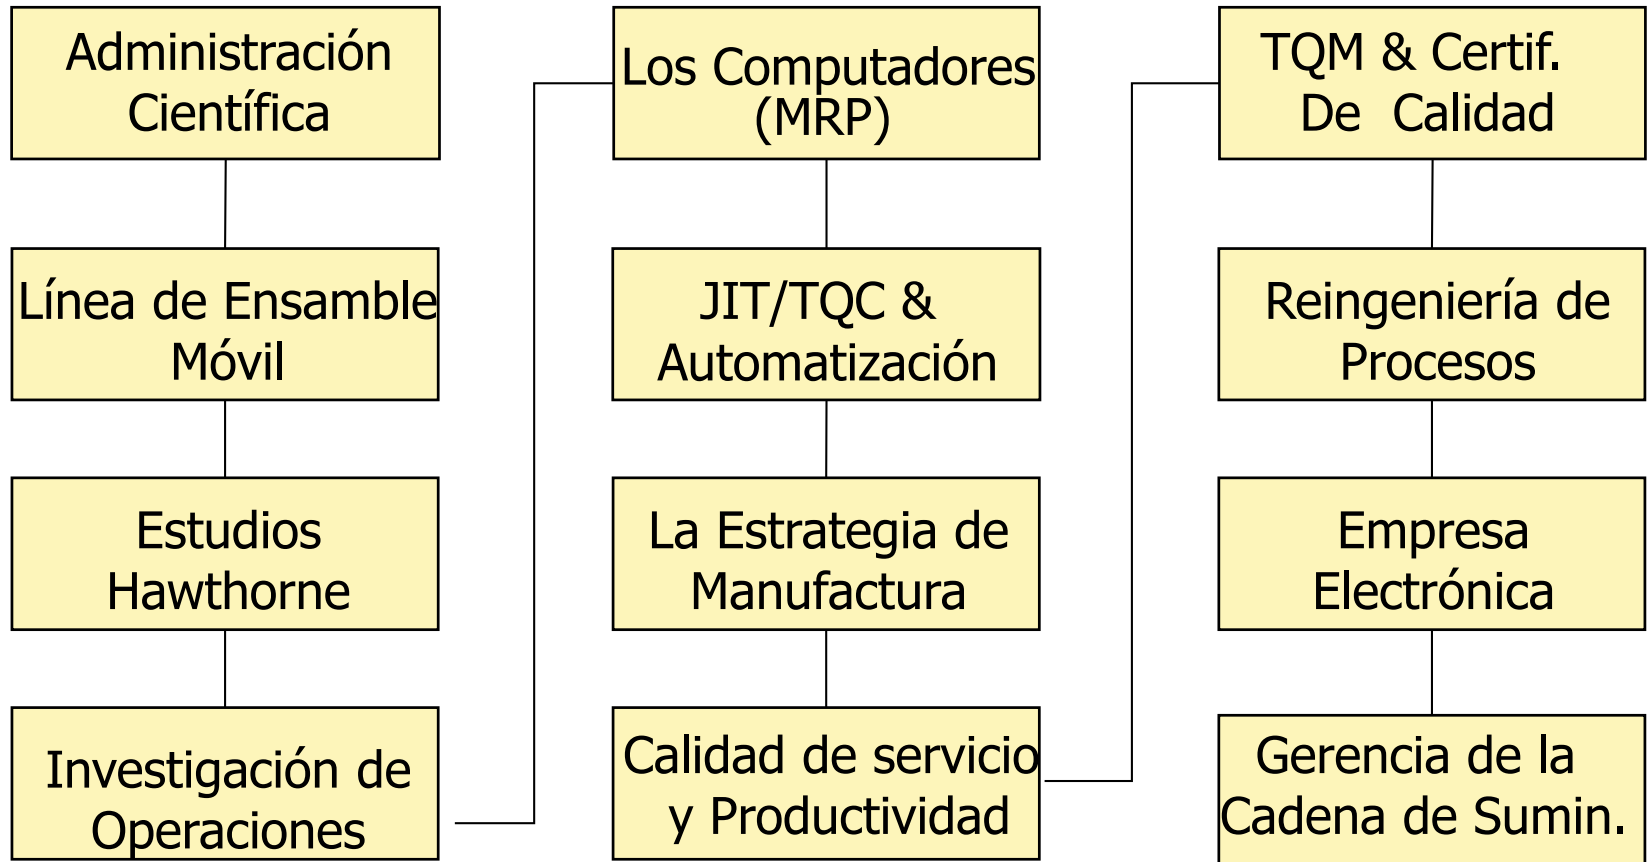 Administración
Científica
Línea de Ensamble
Móvil
Estudios
Hawthorne
Investigación de
Operaciones
Los Computadores
(MRP)
JIT/TQC &
Automatización
La Estrategia de
Manufactura
Calidad de servicio
y Productividad
TQM & Certif.
De Calidad
Reingeniería de
Procesos
Empresa
Electrónica
Gerencia de la
Cadena de Sumin.